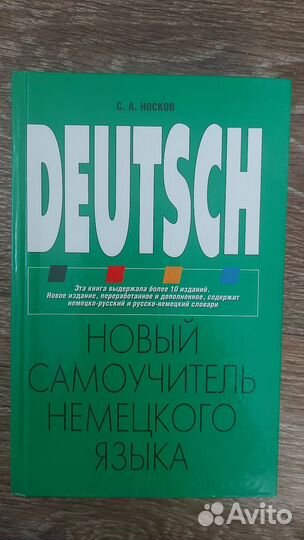 С. А. НОСКОВ
DEUTSCH
Эта книга выдержала более 10 изданий.
Новое издание, переработанное и дополненное, содержит
немецко-русский и русско-немецкий словари
НОВЫЙ
САМОУЧИТЕЛЬ
НЕМЕЦКОГО
ЯЗЫКА
Avito